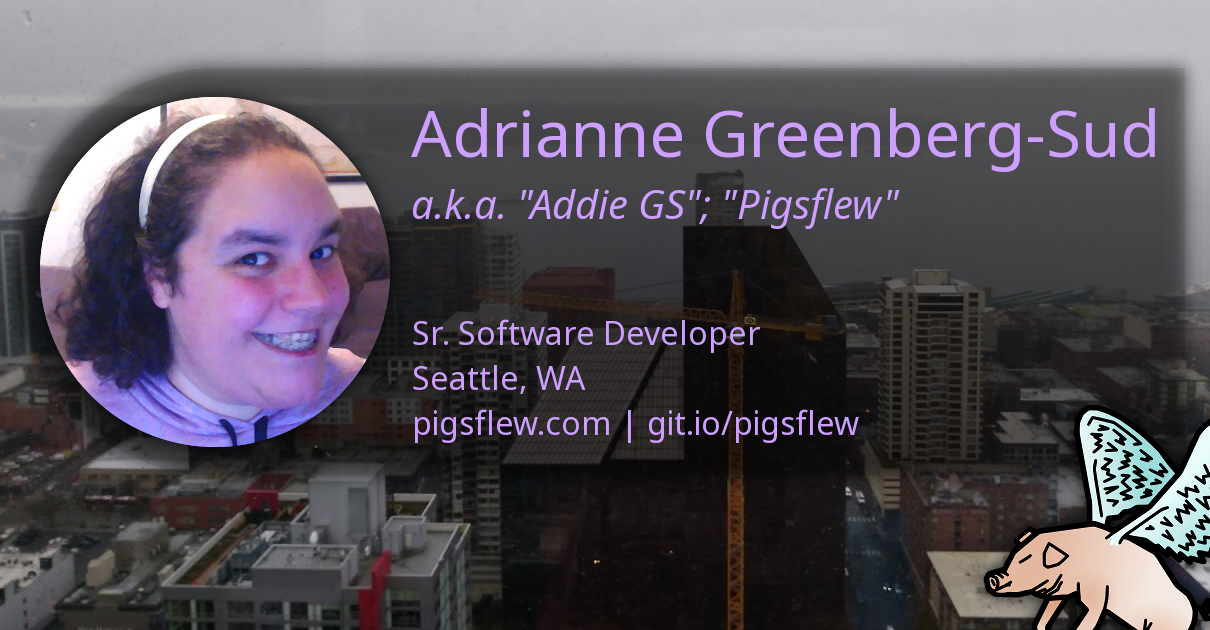 Adrianne Greenberg-Sud
a.k.a. "Addie GS"; "Pigsflew"
Sr. Software Developer
Seattle, WA
pigsflew.com | git.io/pigsflew